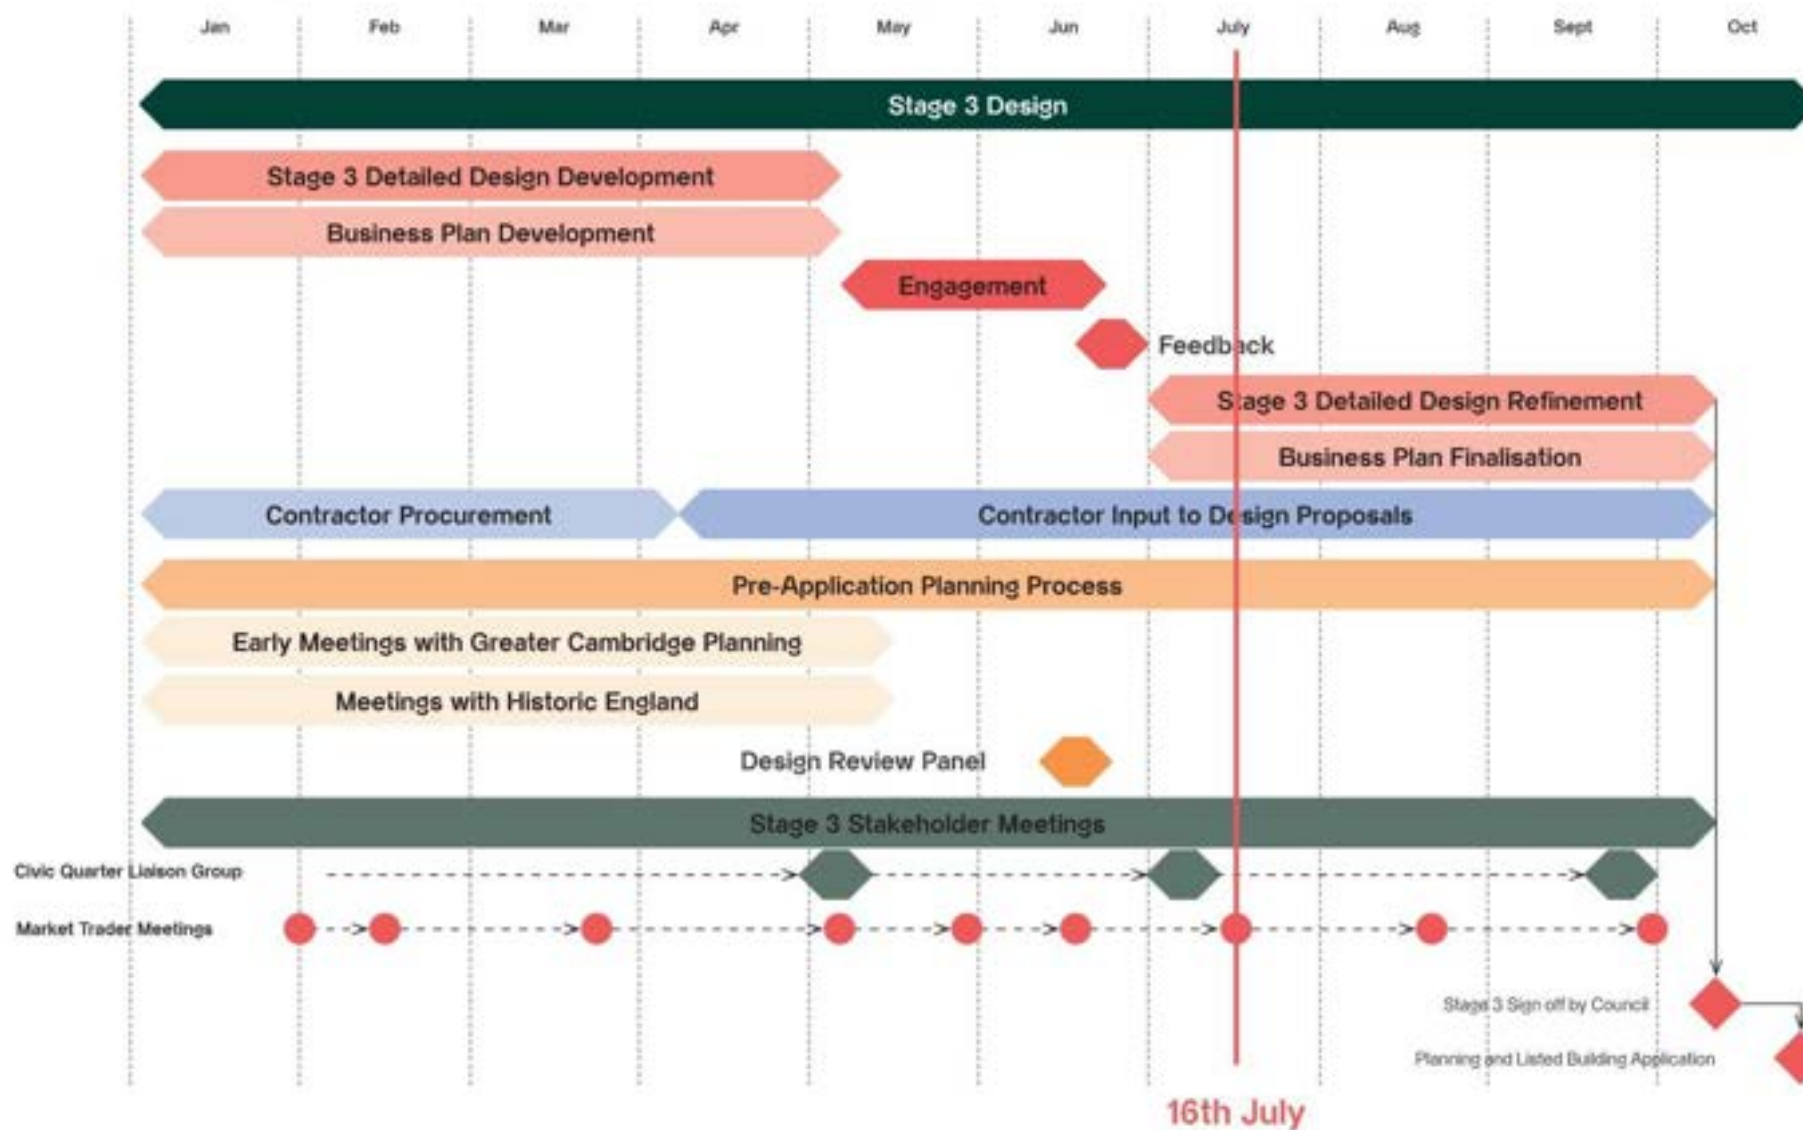 Jan Feb Mar Apr May Jun July Aug Sept Oct
Stage 3 Design
Stage 3 Detailed Design Development
Business Plan Development
Engagement
Feedback
Stage 3 Detailed Design Refinement
Business Plan Finalisation
Contractor Procurement Contractor Input to Design Proposals
Pre-Application Planning Process
Early Meetings with Greater Cambridge Planning
Meetings with Historic England
Design Review Panel
Stage 3 Stakeholder Meetings
Civic Quarter Liaison Group
Market Trader Meetings
Stage 3 Sign off by Council
Planning and Listed Building Application
16th July